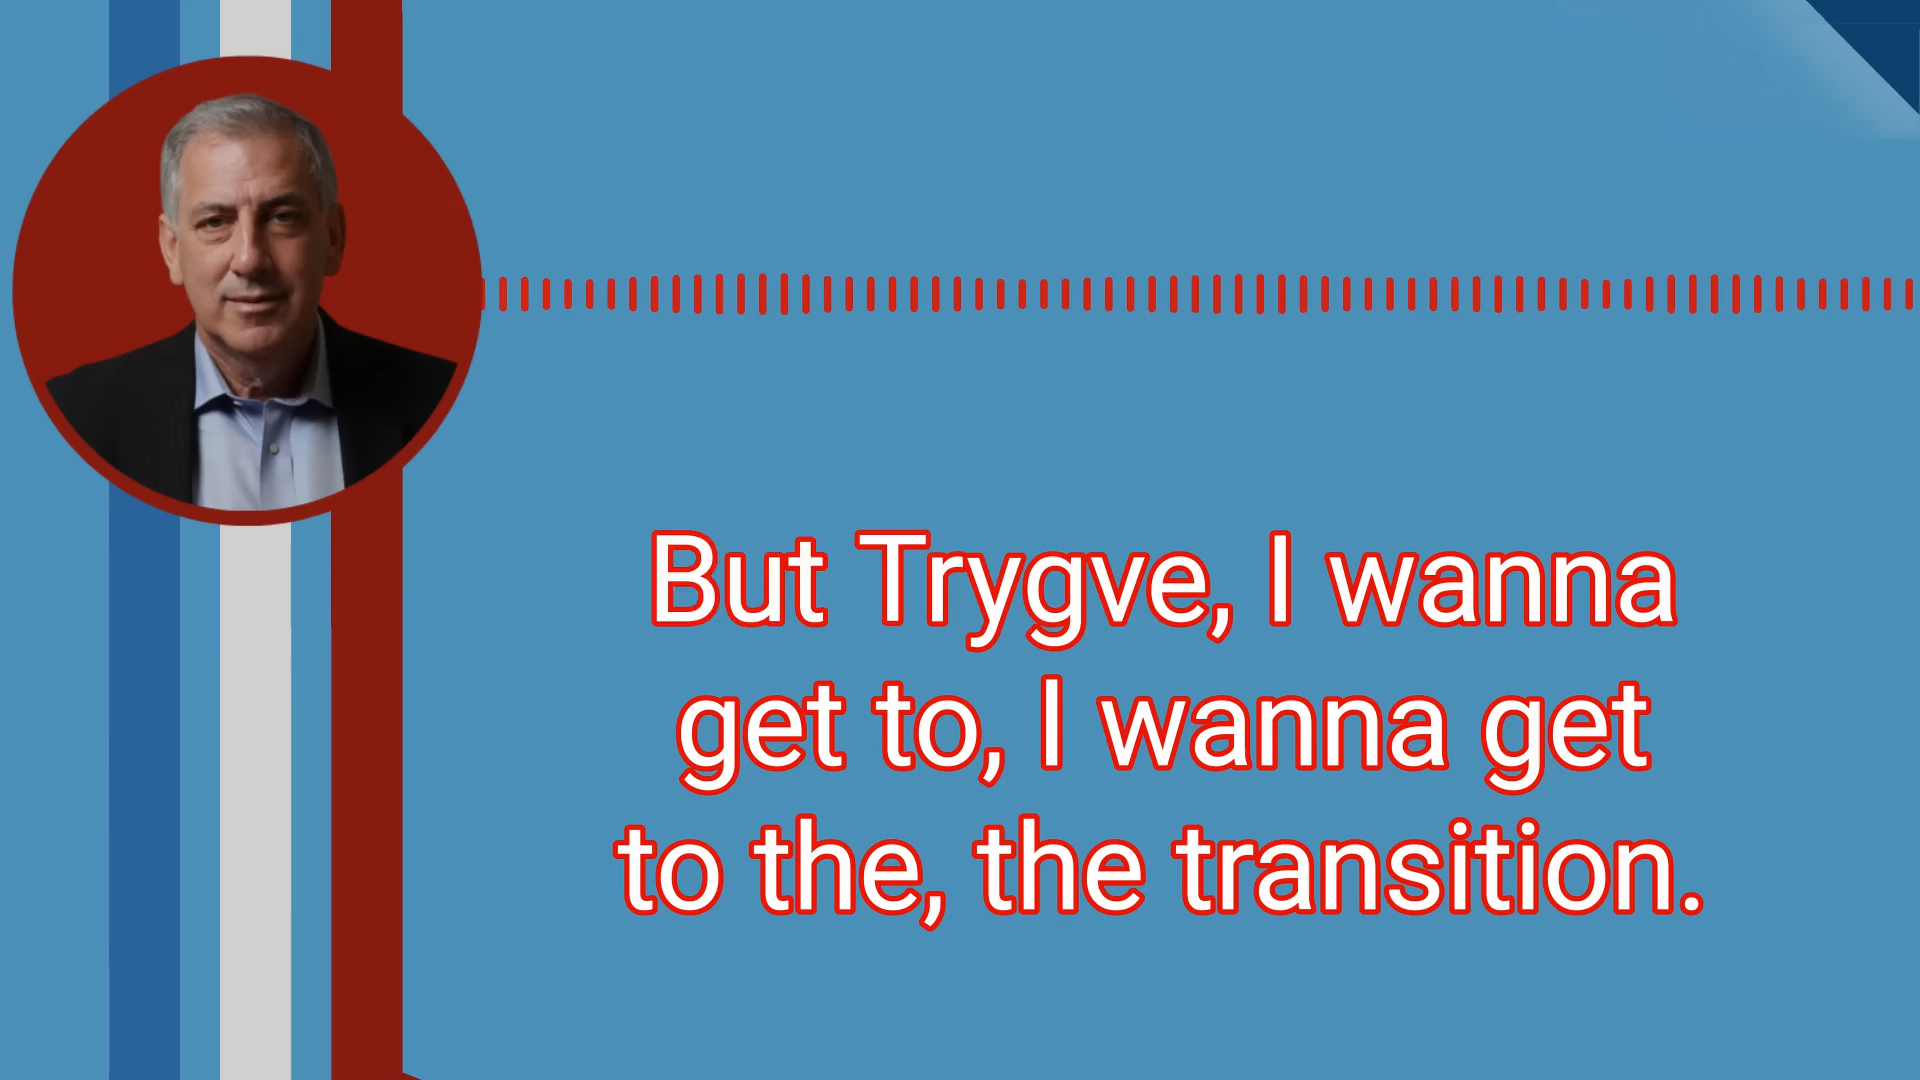 But Trygve, I wanna
get to, I wanna get
to the, the transition.